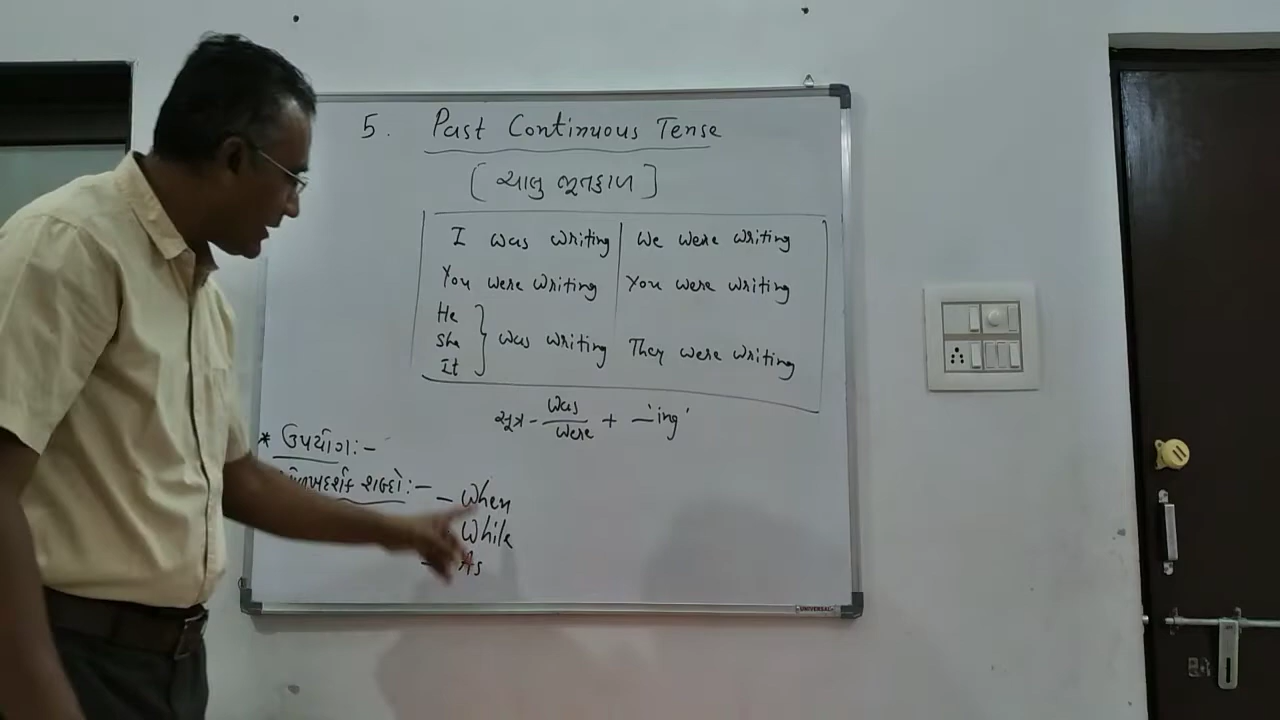 5. Past Continuous Tense
[ ચાલુ ભૂતકાળ ]
I was writing We were writing
You were writing You were writing
He
She
It
was writing They were writing
સૂત્ર - was
were + — 'ing'
* ઉપયોગ :-
શબ્દો :-
- When
While
- As
UNIVERSAL